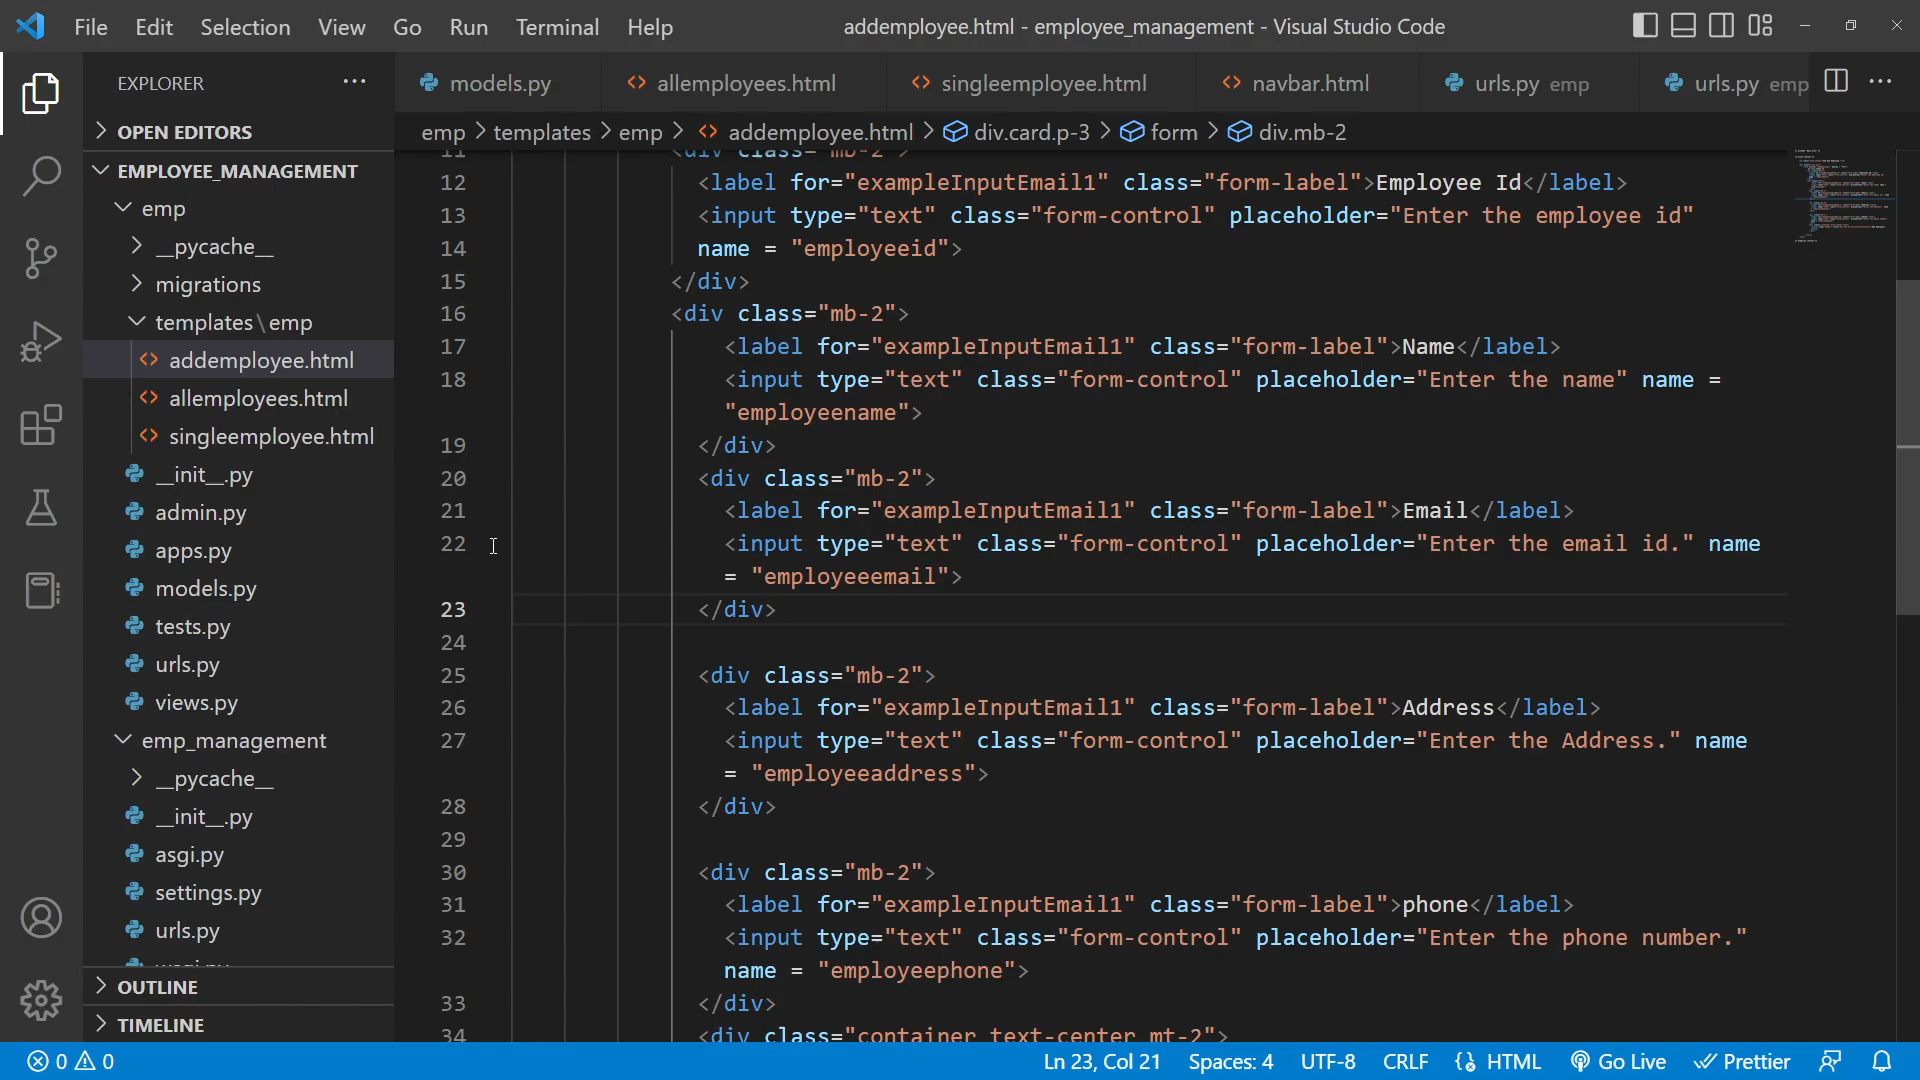 File Edit Selection View Go Run Terminal Help addemployee.html - employee_management - Visual Studio Code
EXPLORER ···
models.py allemployees.html singleemployee.html navbar.html urls.py emp urls.py emp ···
OPEN EDITORS
emp > templates > emp > addemployee.html > div.card.p-3 > form > div.mb-2
EMPLOYEE_MANAGEMENT
emp
__pycache__
migrations
templates\emp
addemployee.html
allemployees.html
singleemployee.html
__init__.py
admin.py
apps.py
models.py
tests.py
urls.py
views.py
emp_management
__pycache__
__init__.py
asgi.py
settings.py
urls.py
wsgi.py
OUTLINE
TIMELINE
11 <div class="mb-2">
12 <label for="exampleInputEmail1" class="form-label">Employee Id</label>
13 <input type="text" class="form-control" placeholder="Enter the employee id"
14 name = "employeeid">
15 </div>
16 <div class="mb-2">
17 <label for="exampleInputEmail1" class="form-label">Name</label>
18 <input type="text" class="form-control" placeholder="Enter the name" name =
"employeename">
19 </div>
20 <div class="mb-2">
21 <label for="exampleInputEmail1" class="form-label">Email</label>
22 <input type="text" class="form-control" placeholder="Enter the email id." name
= "employeeemail">
23 </div>
24
25 <div class="mb-2">
26 <label for="exampleInputEmail1" class="form-label">Address</label>
27 <input type="text" class="form-control" placeholder="Enter the Address." name
= "employeeaddress">
28 </div>
29
30 <div class="mb-2">
31 <label for="exampleInputEmail1" class="form-label">phone</label>
32 <input type="text" class="form-control" placeholder="Enter the phone number."
name = "employeephone">
33 </div>
34 <div class="container text-center mt-2">
0 0 Ln 23, Col 21 Spaces: 4 UTF-8 CRLF HTML Go Live Prettier